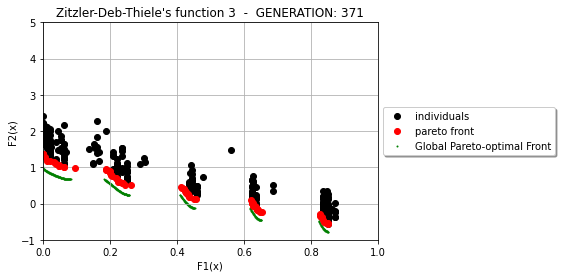 Zitzler-Deb-Thiele's function 3 - GENERATION: 371
5
4
3
2
1
0
−1
F2(x)
0.0 0.2 0.4 0.6 0.8 1.0
F1(x)
individuals
pareto front
Global Pareto-optimal Front